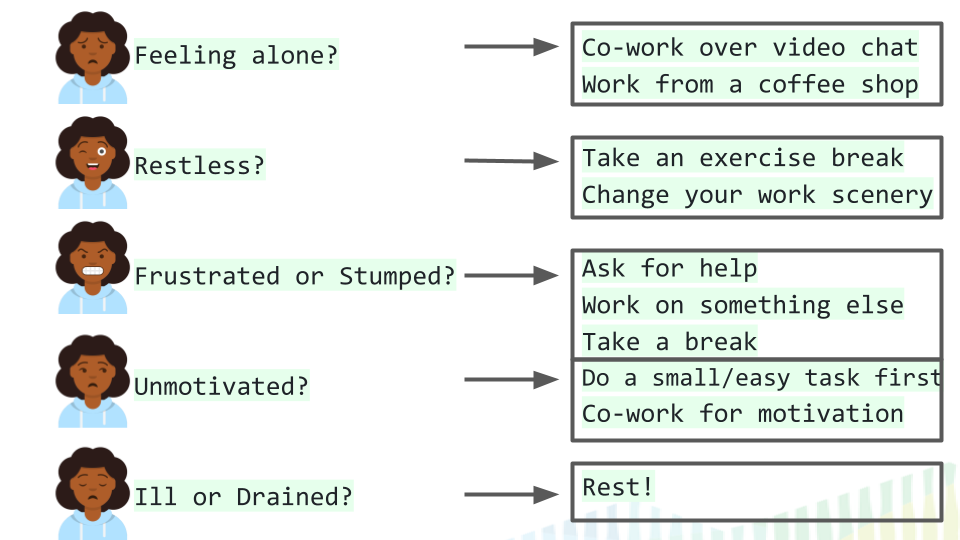 Feeling alone?
Co-work over video chat
Work from a coffee shop
Restless?
Take an exercise break
Change your work scenery
Frustrated or Stumped?
Ask for help
Work on something else
Take a break
Unmotivated?
Do a small/easy task first
Co-work for motivation
Ill or Drained?
Rest!